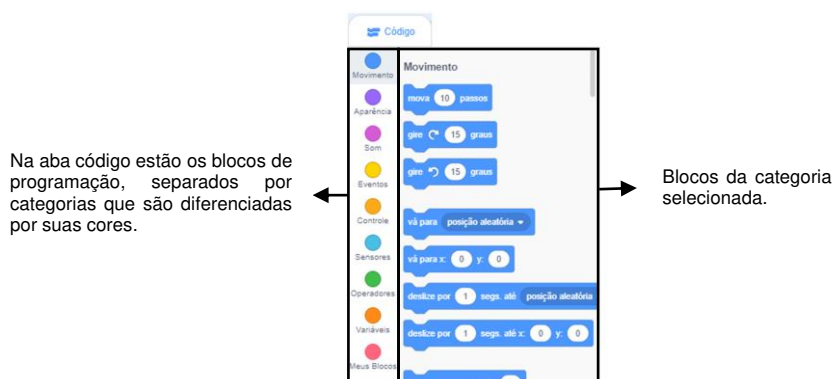 Código
Movimento
Aparência
Som
Eventos
Controle
Sensores
Operadores
Variáveis
Meus Blocos
Movimento
mova 10 passos
gire 15 graus
gire 15 graus
vá para posição aleatória
vá para x: 0 y: 0
deslize por 1 segs. até posição aleatória
deslize por 1 segs. até x: 0 y: 0
Na aba código estão os blocos de
programação, separados por
categorias que são diferenciadas
por suas cores.
Blocos da categoria
selecionada.